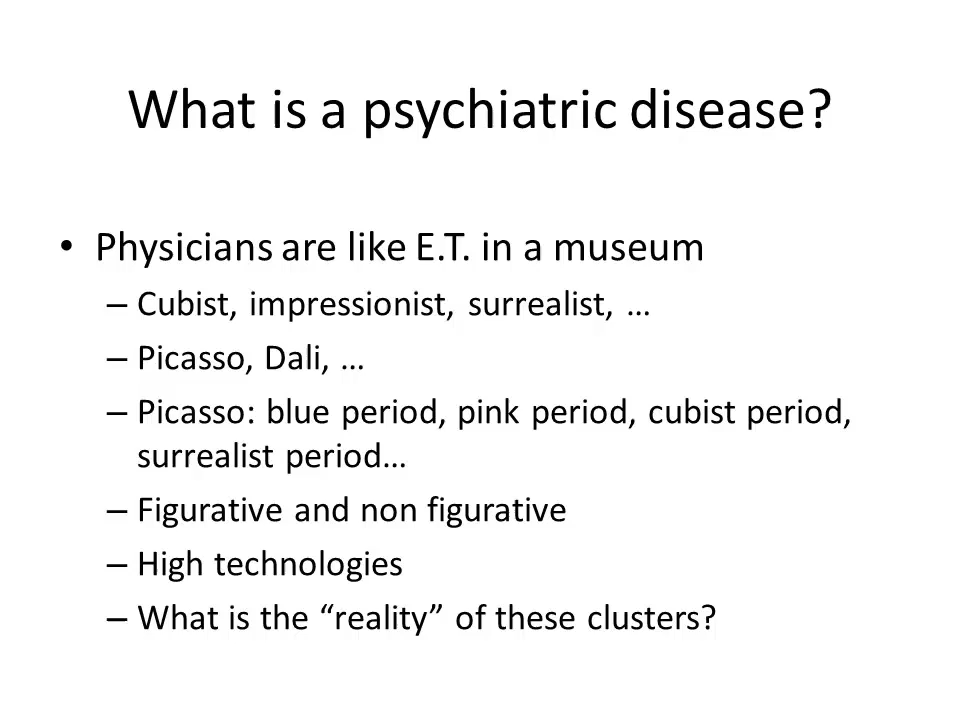 What is a psychiatric disease?
• Physicians are like E.T. in a museum
– Cubist, impressionist, surrealist, …
– Picasso, Dali, …
– Picasso: blue period, pink period, cubist period,
surrealist period…
– Figurative and non figurative
– High technologies
– What is the “reality” of these clusters?